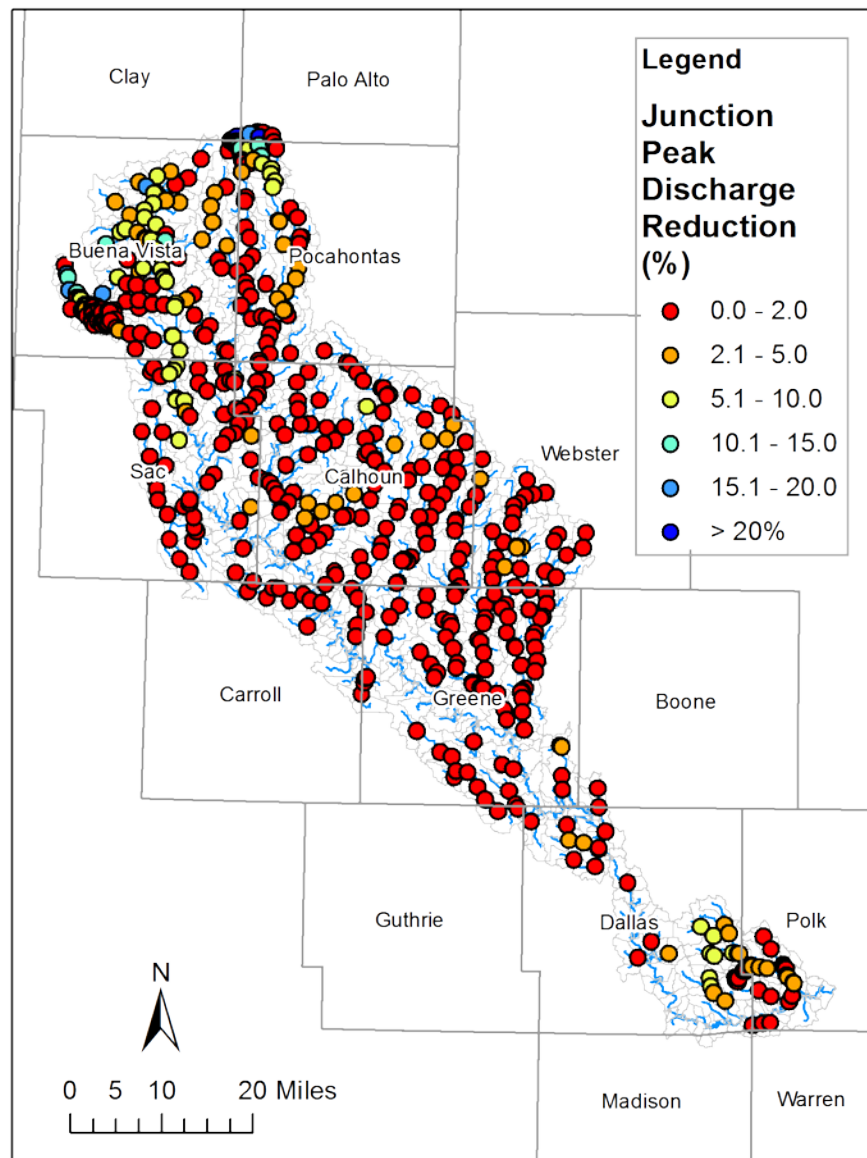 Clay
Palo Alto
Legend
Junction
Peak
Discharge
Reduction
(%)
0.0 - 2.0
2.1 - 5.0
5.1 - 10.0
10.1 - 15.0
15.1 - 20.0
> 20%
Buena Vista
Pocahontas
Webster
Sac
Calhoun
Carroll
Greene
Boone
Guthrie
Dallas
Polk
N
0 5 10 20 Miles
Madison
Warren